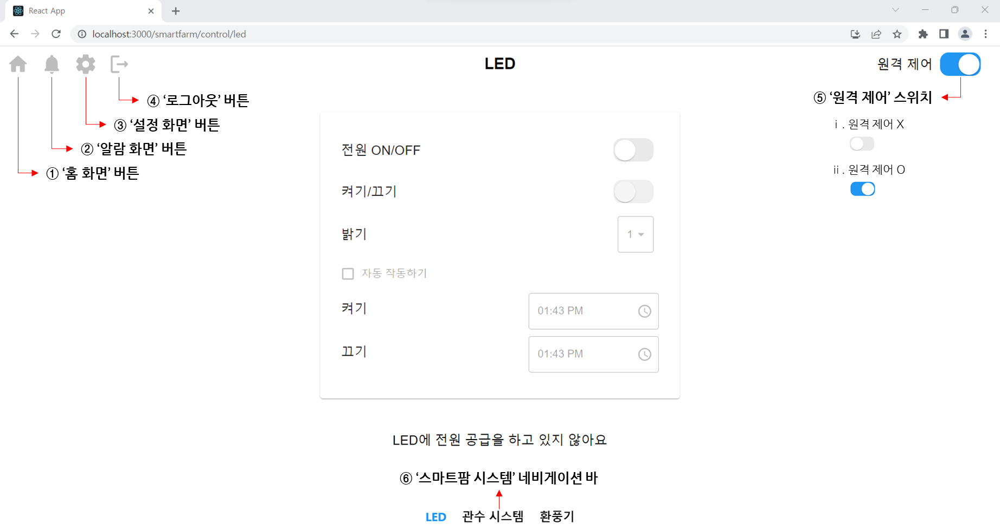 React App
localhost:3000/smartfarm/control/led
LED
원격 제어
④ ‘로그아웃’ 버튼
⑤ ‘원격 제어’ 스위치
③ ‘설정 화면’ 버튼
ⅰ. 원격 제어 X
② ‘알람 화면’ 버튼
① ‘홈 화면’ 버튼
ⅱ. 원격 제어 O
전원 ON/OFF
켜기/끄기
밝기
1
자동 작동하기
켜기
01:43 PM
끄기
01:43 PM
LED에 전원 공급을 하고 있지 않아요
⑥ ‘스마트팜 시스템’ 네비게이션 바
LED 관수 시스템 환풍기